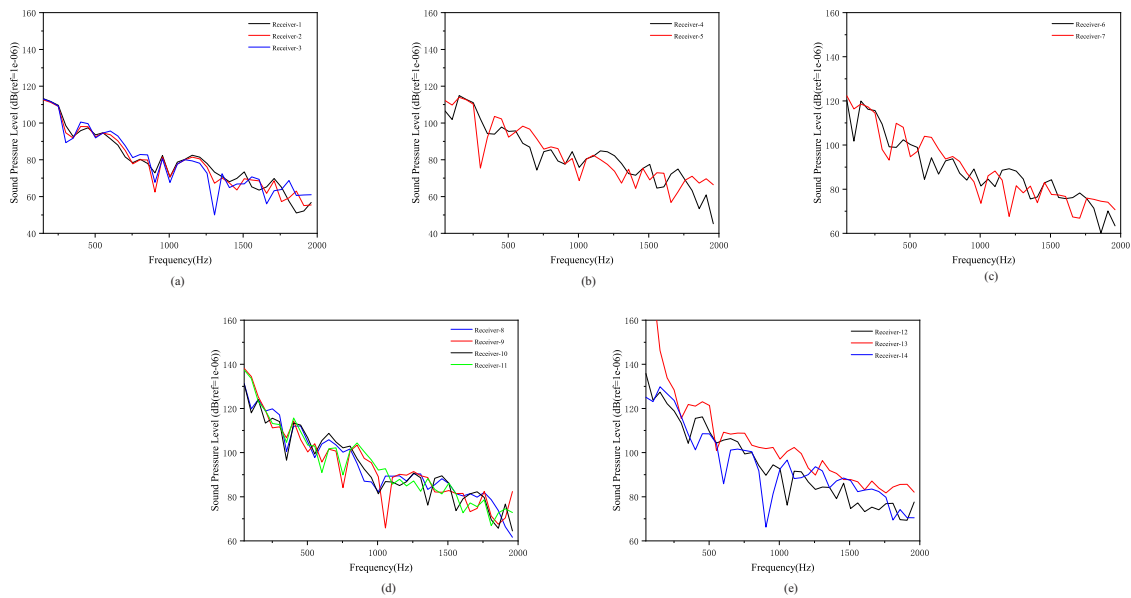 160
140
120
100
80
60
40
500
1000
1500
2000
Sound Pressure Level (dB(ref=1e-06))
Frequency(Hz)
Receiver-1
Receiver-2
Receiver-3
(a)
160
140
120
100
80
60
40
500
1000
1500
2000
Sound Pressure Level (dB(ref=1e-06))
Frequency(Hz)
Receiver-4
Receiver-5
(b)
160
140
120
100
80
60
500
1000
1500
2000
Sound Pressure Level (dB(ref=1e-06))
Frequency(Hz)
Receiver-6
Receiver-7
(c)
160
140
120
100
80
60
500
1000
1500
2000
Sound Pressure Level (dB(ref=1e-06))
Frequency(Hz)
Receiver-8
Receiver-9
Receiver-10
Receiver-11
(d)
160
140
120
100
80
60
500
1000
1500
2000
Sound Pressure Level (dB(ref=1e-06))
Frequency(Hz)
Receiver-12
Receiver-13
Receiver-14
(e)